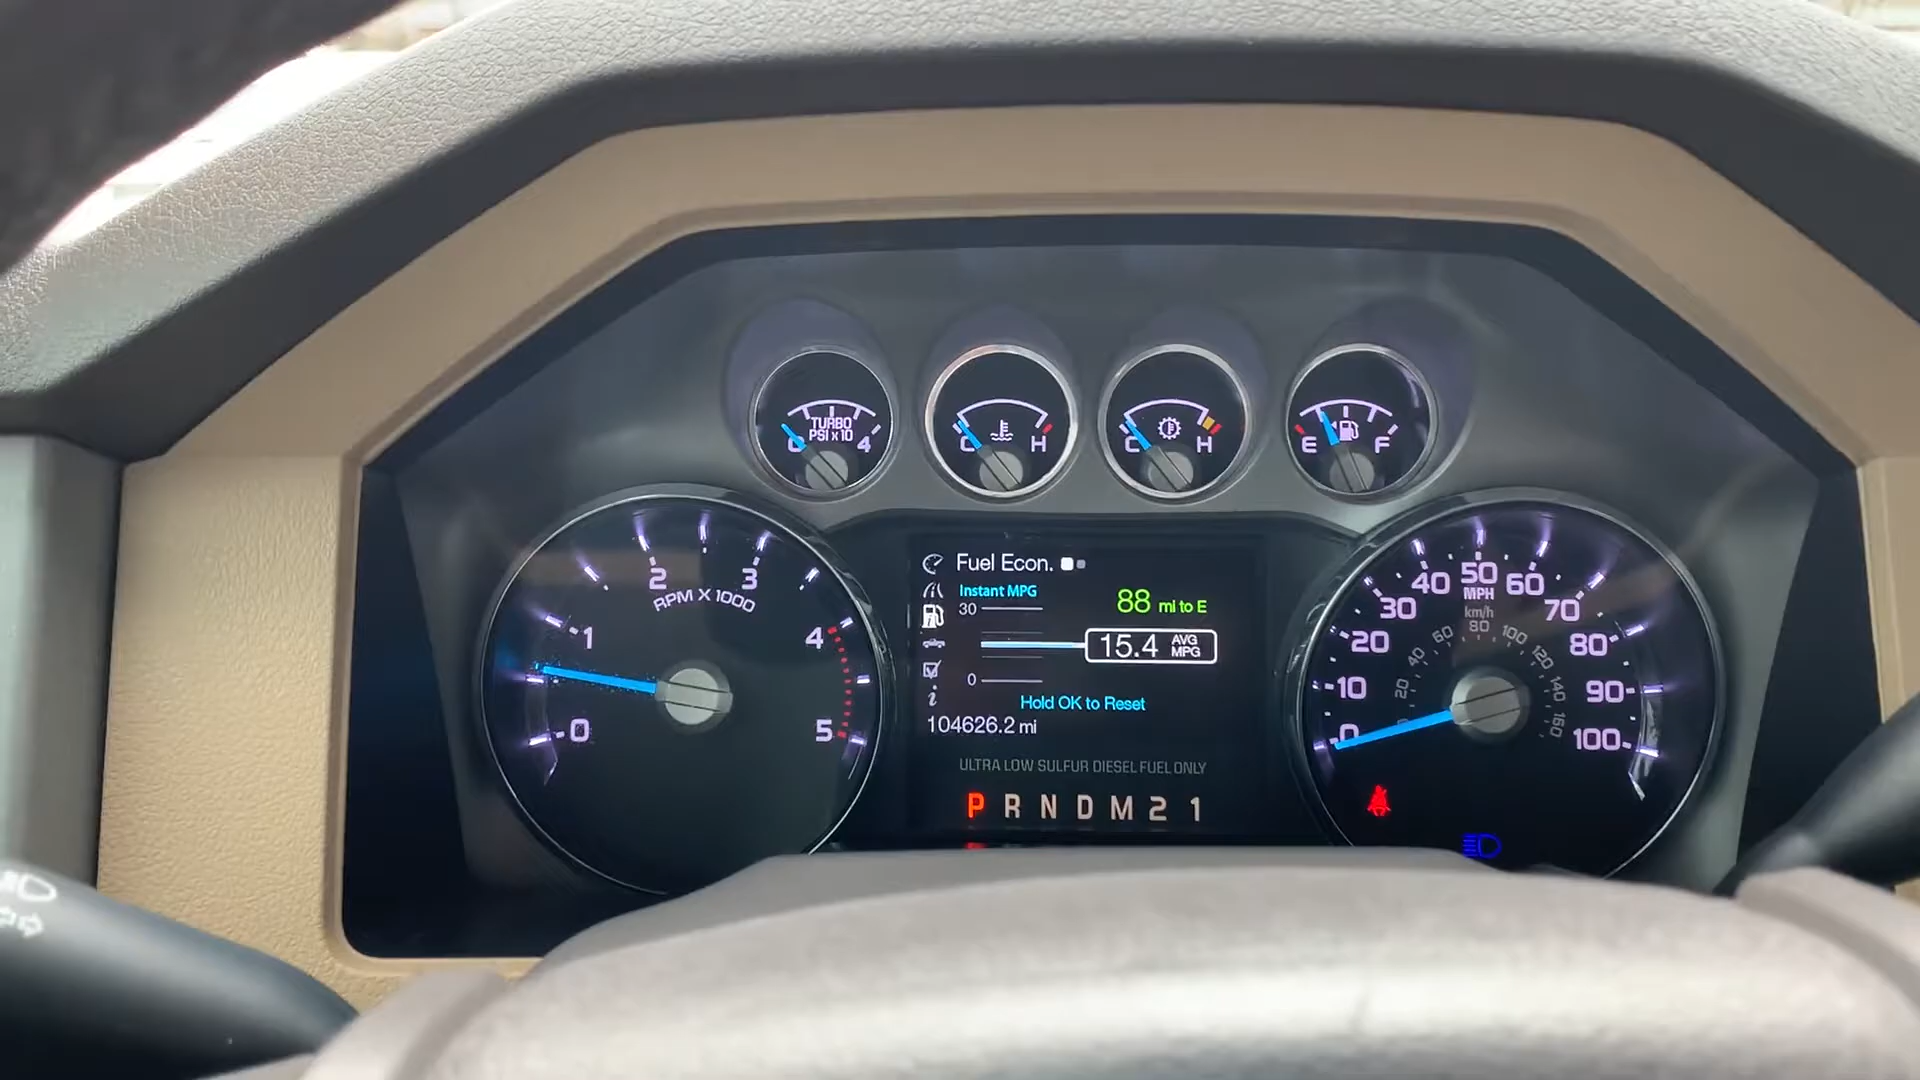 TURBO
PSI x 10
0 4
C H
C H
E F
0 1 2 3 4 5
RPM X 1000
Fuel Econ.
Instant MPG
30
88 mi to E
15.4 AVG MPG
0
Hold OK to Reset
104626.2 mi
ULTRA LOW SULFUR DIESEL FUEL ONLY
P R N D M 2 1
0 10 20 30 40 50 60 70 80 90 100
MPH
km/h
20 40 60 80 100 120 140 160